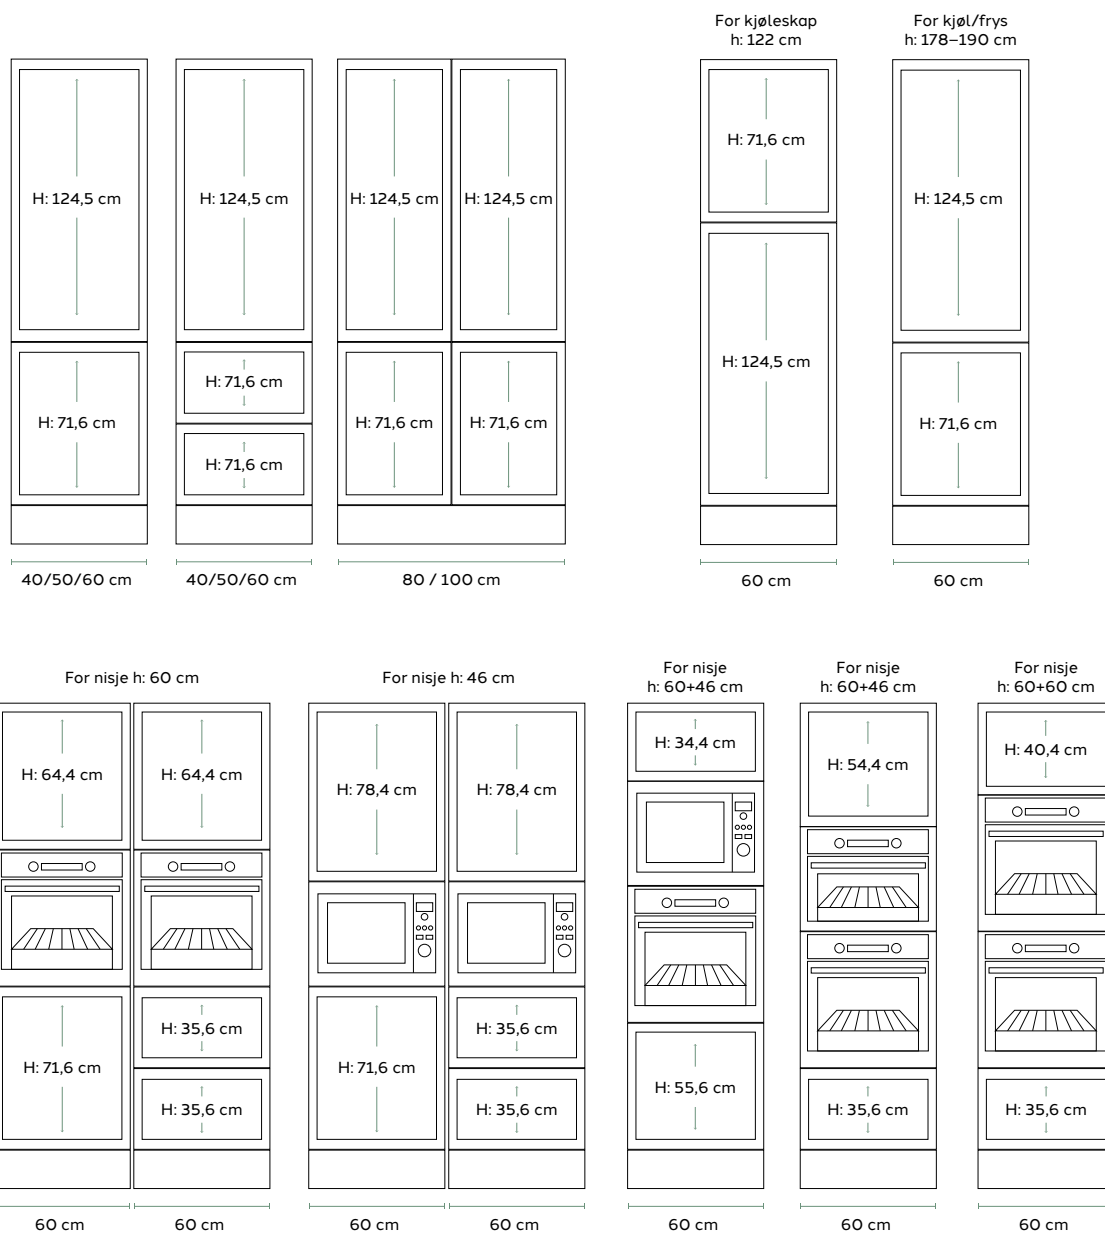 For kjøleskap
h: 122 cm
For kjøl/frys
h: 178–190 cm
H: 124,5 cm
H: 124,5 cm
H: 124,5 cm
H: 124,5 cm
H: 71,6 cm
H: 124,5 cm
H: 71,6 cm
H: 71,6 cm
H: 71,6 cm
H: 71,6 cm
H: 71,6 cm
H: 124,5 cm
H: 71,6 cm
40/50/60 cm
40/50/60 cm
80 / 100 cm
60 cm
60 cm
For nisje h: 60 cm
For nisje h: 46 cm
For nisje
h: 60+46 cm
For nisje
h: 60+46 cm
For nisje
h: 60+60 cm
H: 64,4 cm
H: 64,4 cm
H: 78,4 cm
H: 78,4 cm
H: 34,4 cm
H: 54,4 cm
H: 40,4 cm
H: 71,6 cm
H: 35,6 cm
H: 35,6 cm
H: 71,6 cm
H: 35,6 cm
H: 35,6 cm
H: 55,6 cm
H: 35,6 cm
H: 35,6 cm
60 cm
60 cm
60 cm
60 cm
60 cm
60 cm
60 cm